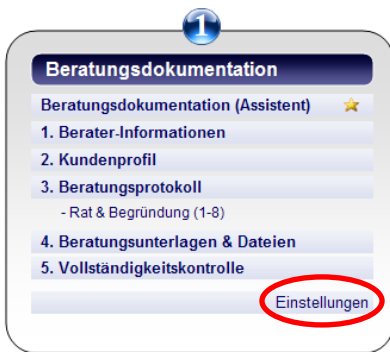 1
Beratungsdokumentation
Beratungsdokumentation (Assistent)
1. Berater-Informationen
2. Kundenprofil
3. Beratungsprotokoll
- Rat & Begründung (1-8)
4. Beratungsunterlagen & Dateien
5. Vollständigkeitskontrolle
Einstellungen